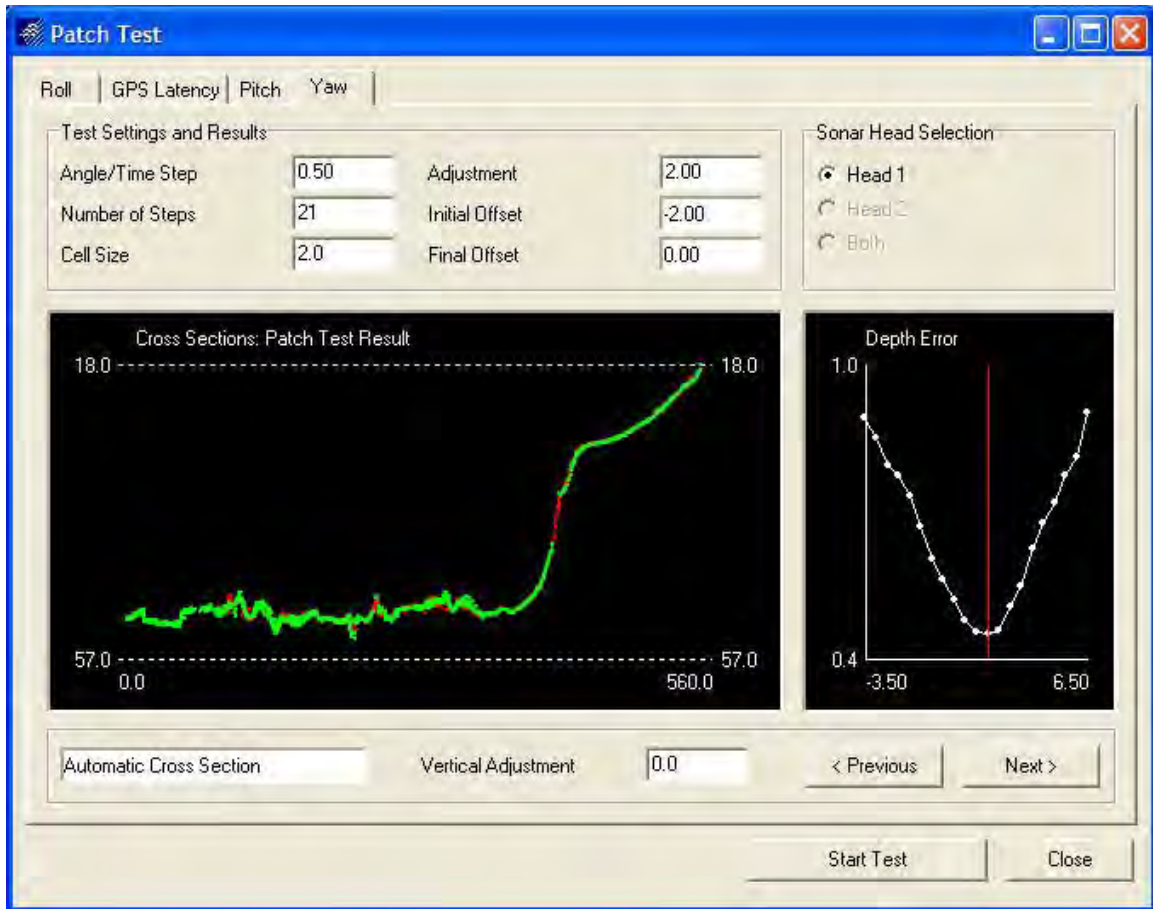 Patch Test
Roll GPS Latency Pitch Yaw
Test Settings and Results
Angle/Time Step 0.50 Adjustment 2.00
Number of Steps 21 Initial Offset -2.00
Cell Size 2.0 Final Offset 0.00
Sonar Head Selection
Head 1
Head 2
Both
Cross Sections: Patch Test Result
18.0 18.0
57.0 57.0
0.0 560.0
Depth Error
1.0
0.4
-3.50 6.50
Automatic Cross Section Vertical Adjustment 0.0 < Previous Next >
Start Test Close